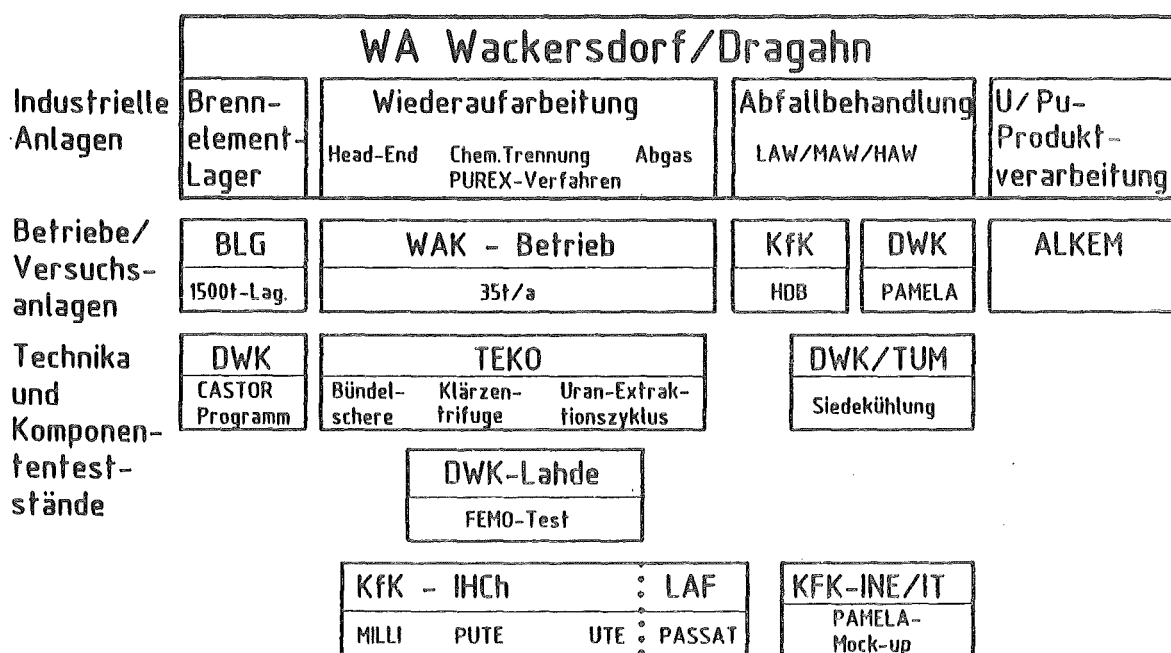 WA Wackersdorf/Dragahn
Industrielle
Anlagen
Brenn-
element-
Lager
Wiederaufarbeitung
Head-End Chem.Trennung Abgas
PUREX-Verfahren
Abfallbehandlung
LAW/MAW/HAW
U/Pu-
Produkt-
verarbeitung
Betriebe/
Versuchs-
anlagen
BLG
1500t-Lag.
WAK - Betrieb
35t/a
KfK
HDB
DWK
PAMELA
ALKEM
Technika
und
Komponen-
tentest-
stände
DWK
CASTOR
Programm
TEKO
Bündel-
schere
Klärzen-
trifuge
Uran-Extrak-
tionszyklus
DWK/TUM
Siedekühlung
DWK-Lahde
FEMO-Test
KfK - IHCh
MILLI PUTE UTE
LAF
PASSAT
KFK-INE/IT
PAMELA-
Mock-up